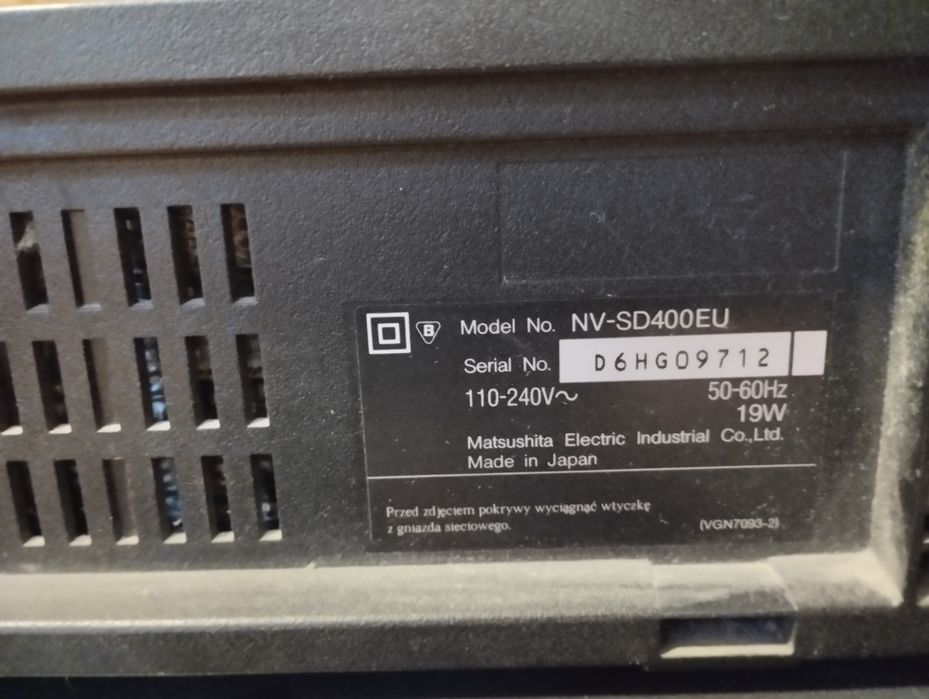 B Model No. NV-SD400EU
Serial No. D6HG09712
110-240V~ 50-60Hz
19W
Matsushita Electric Industrial Co.,Ltd.
Made in Japan
Przed zdjęciem pokrywy wyciągnąć wtyczkę
z gniazda sieciowego.
(VGN7093-2)